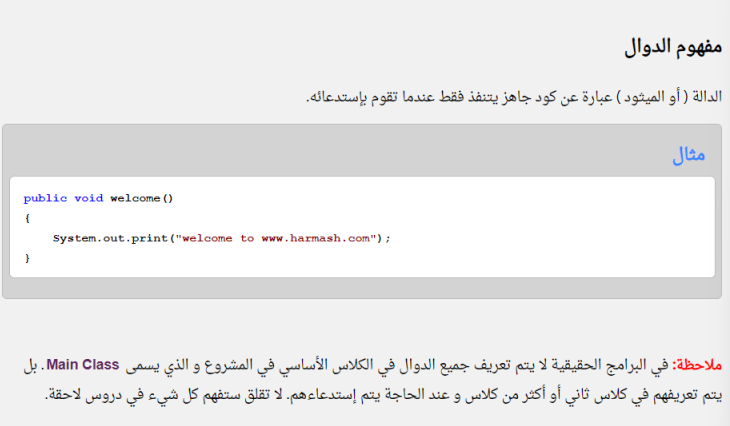 مفهوم الدوال
الدالة ( أو الميثود ) عبارة عن كود جاهز يتنفذ فقط عندما تقوم بإستدعائه.
مثال
public void welcome()
{
    System.out.print("welcome to www.harmash.com");
}
ملاحظة: في البرامج الحقيقية لا يتم تعريف جميع الدوال في الكلاس الأساسي في المشروع و الذي يسمى Main Class. بل
يتم تعريفهم في كلاس ثاني أو أكثر من كلاس و عند الحاجة يتم إستدعاءهم. لا تقلق ستفهم كل شيء في دروس لاحقة.